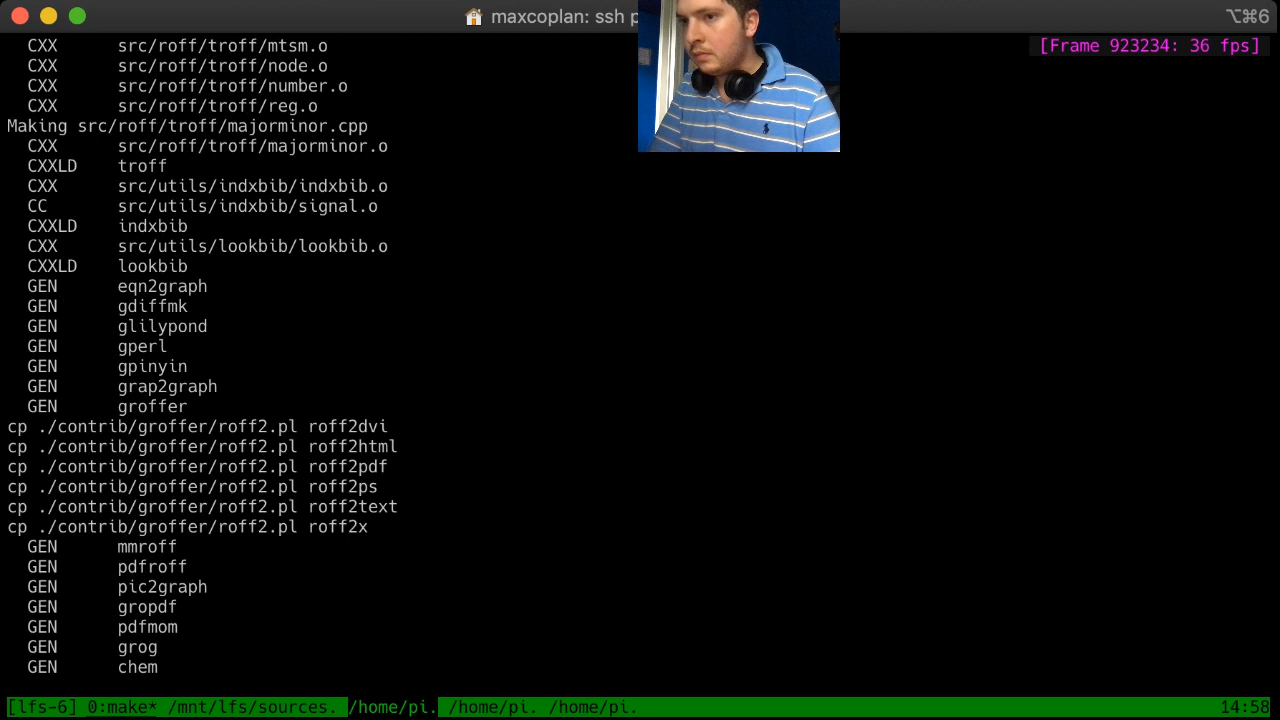 maxcoplan: ssh p
⌥⌘6
[Frame 923234: 36 fps]
CXX src/roff/troff/mtsm.o
CXX src/roff/troff/node.o
CXX src/roff/troff/number.o
CXX src/roff/troff/reg.o
Making src/roff/troff/majorminor.cpp
CXX src/roff/troff/majorminor.o
CXXLD troff
CXX src/utils/indxbib/indxbib.o
CC src/utils/indxbib/signal.o
CXXLD indxbib
CXX src/utils/lookbib/lookbib.o
CXXLD lookbib
GEN eqn2graph
GEN gdiffmk
GEN glilypond
GEN gperl
GEN gpinyin
GEN grap2graph
GEN groffer
cp ./contrib/groffer/roff2.pl roff2dvi
cp ./contrib/groffer/roff2.pl roff2html
cp ./contrib/groffer/roff2.pl roff2pdf
cp ./contrib/groffer/roff2.pl roff2ps
cp ./contrib/groffer/roff2.pl roff2text
cp ./contrib/groffer/roff2.pl roff2x
GEN mmroff
GEN pdfroff
GEN pic2graph
GEN gropdf
GEN pdfmom
GEN grog
GEN chem
[lfs-6] 0:make* /mnt/lfs/sources. /home/pi. /home/pi. /home/pi. 14:58